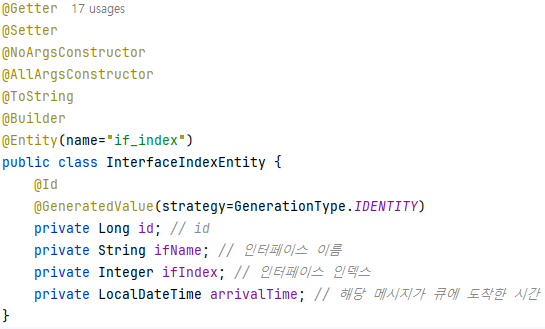 @Getter 17 usages
@Setter
@NoArgsConstructor
@AllArgsConstructor
@ToString
@Builder
@Entity(name="if_index")
public class InterfaceIndexEntity {
    @Id
    @GeneratedValue(strategy=GenerationType.IDENTITY)
    private Long id; // id
    private String ifName; // 인터페이스 이름
    private Integer ifIndex; // 인터페이스 인덱스
    private LocalDateTime arrivalTime; // 해당 메시지가 큐에 도착한 시간
}